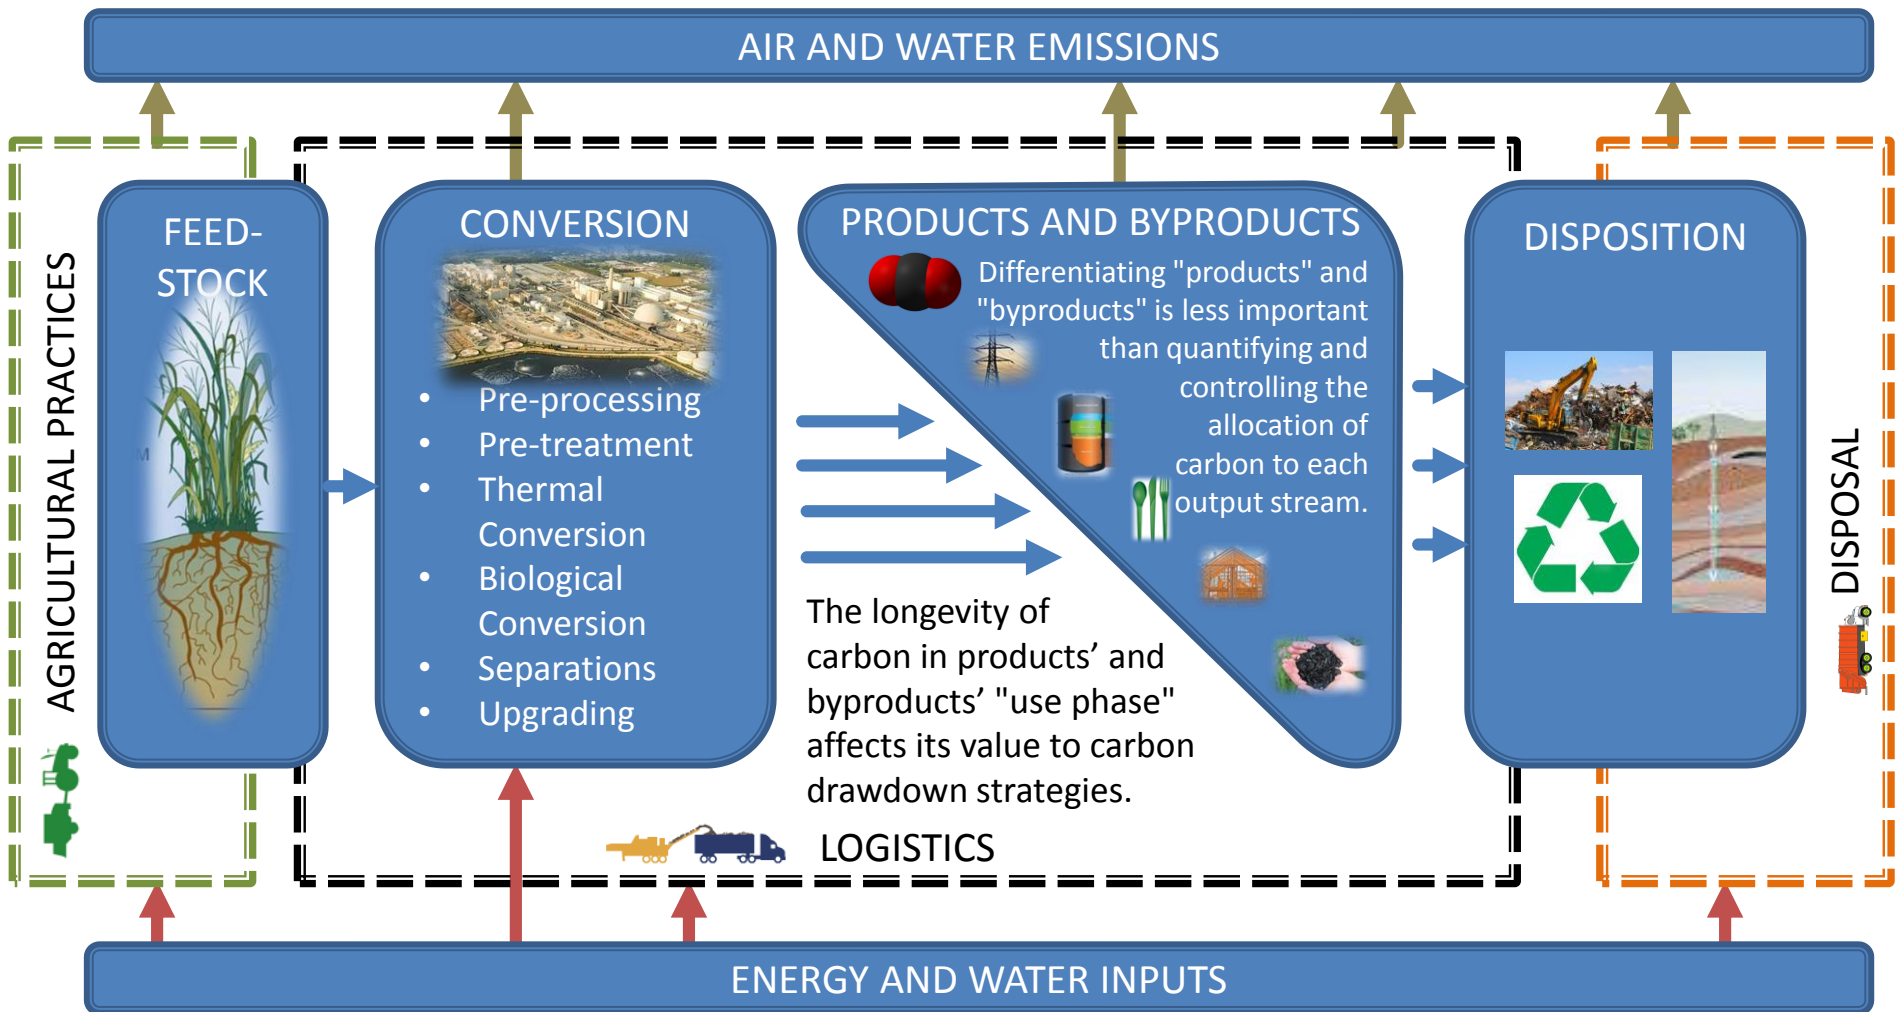 AIR AND WATER EMISSIONS
AGRICULTURAL PRACTICES
FEED-
STOCK
M
CONVERSION
• Pre-processing
• Pre-treatment
• Thermal
Conversion
• Biological
Conversion
• Separations
• Upgrading
PRODUCTS AND BYPRODUCTS
Differentiating "products" and
"byproducts" is less important
than quantifying and
controlling the
allocation of
carbon to each
output stream.
The longevity of
carbon in products’ and
byproducts’ "use phase"
affects its value to carbon
drawdown strategies.
LOGISTICS
DISPOSITION
DISPOSAL
ENERGY AND WATER INPUTS